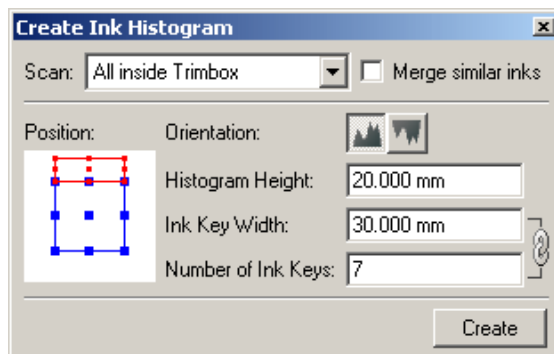 Create Ink Histogram
Scan: All inside Trimbox Merge similar inks
Position: Orientation:
Histogram Height: 20.000 mm
Ink Key Width: 30.000 mm
Number of Ink Keys: 7
Create